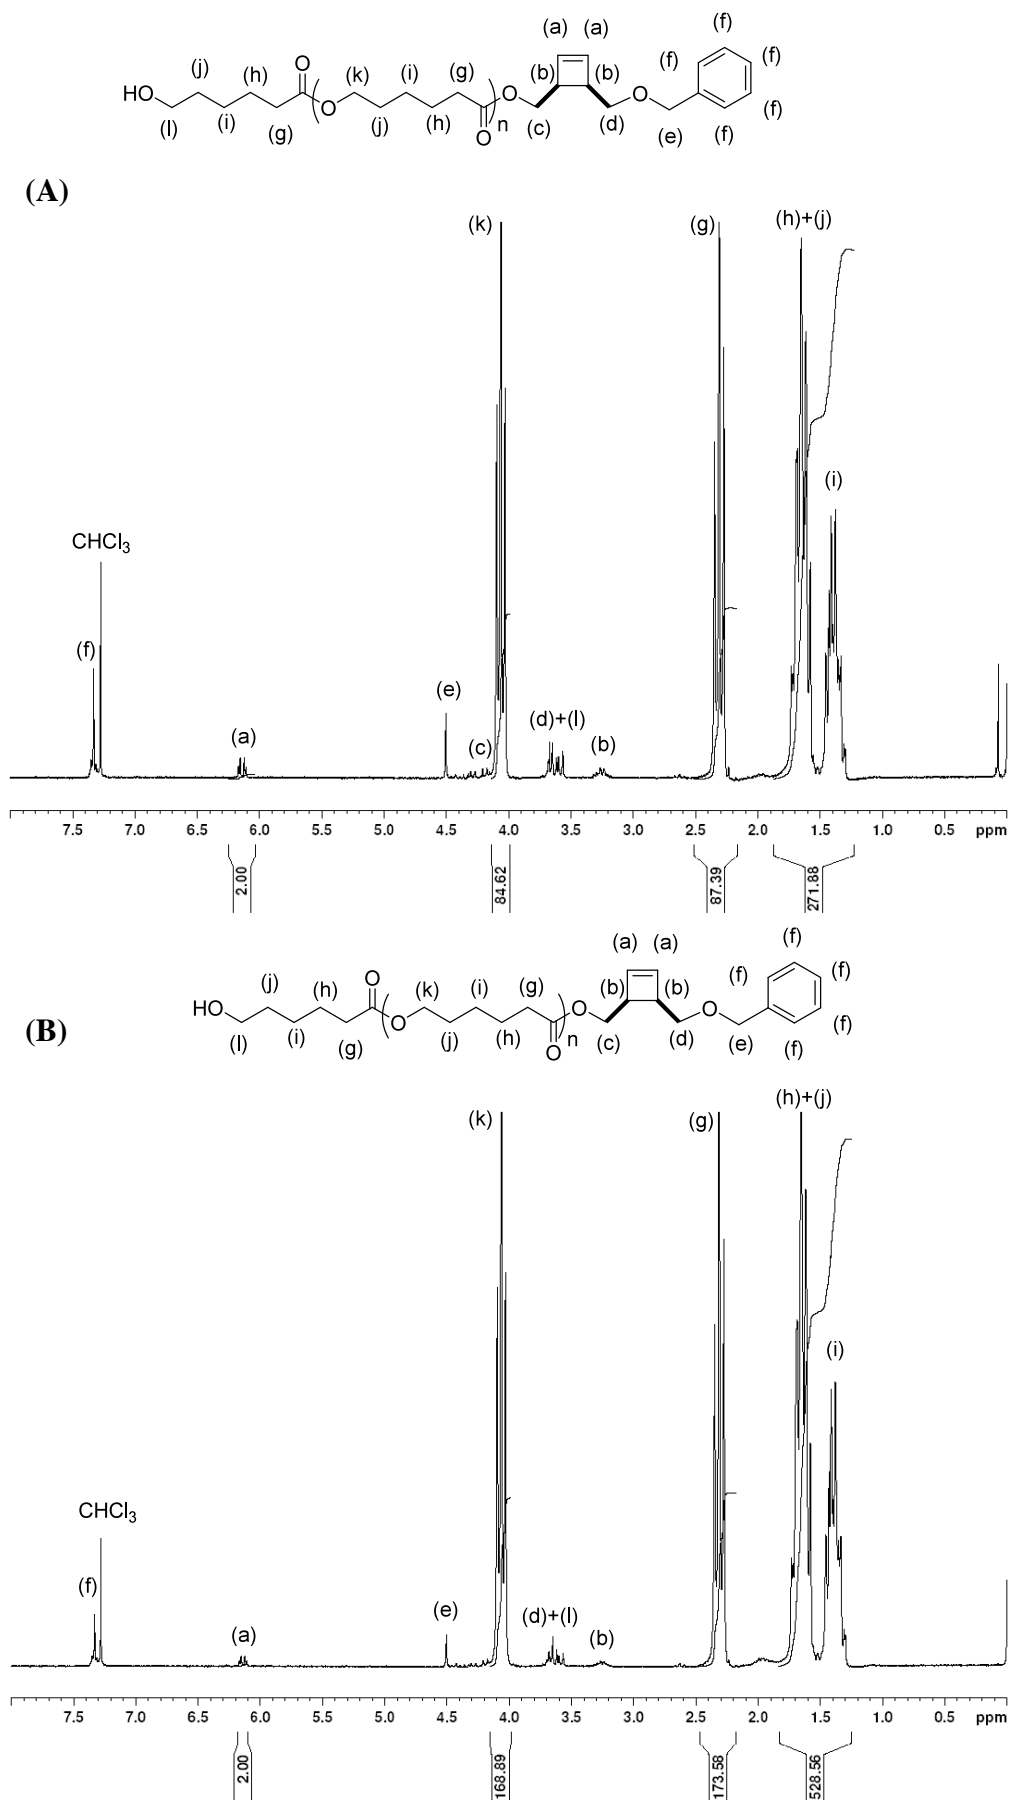 (a) (a) (f)
(j) (h) O (k) (i) (g) (b) (b) (f) (f)
HO O O O
(l) (i) (g) (j) (h) O n (c) (d) (e) (f) (f)
(A)
(k) (g) (h)+(j)
(i)
CHCl3
(f)
(e)
(a) (c) (d)+(l) (b)
7.5 7.0 6.5 6.0 5.5 5.0 4.5 4.0 3.5 3.0 2.5 2.0 1.5 1.0 0.5 ppm
2.00 84.62 87.39 271.88
(a) (a) (f)
(j) (h) O (k) (i) (g) (b) (b) (f) (f)
HO O O O
(B)
(l) (i) (g) (j) (h) O n (c) (d) (e) (f) (f)
(k) (g) (h)+(j)
(i)
CHCl3
(f)
(a) (e) (d)+(l) (b)
7.5 7.0 6.5 6.0 5.5 5.0 4.5 4.0 3.5 3.0 2.5 2.0 1.5 1.0 0.5 ppm
2.00 168.89 173.58 528.56